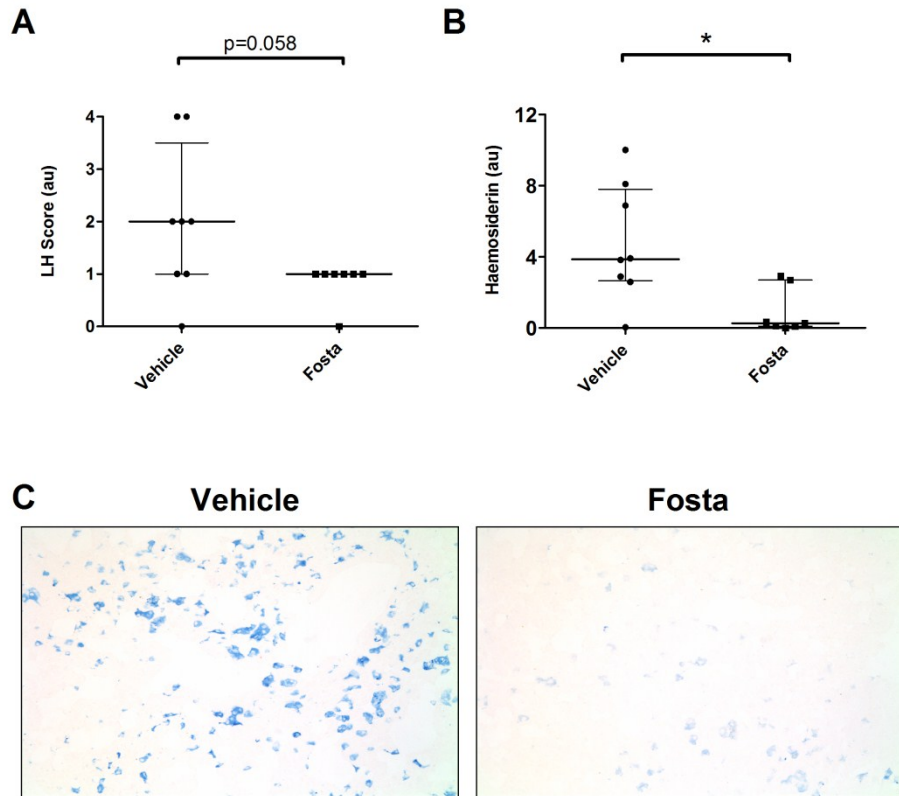 A
p=0.058
LH Score (au)
4
3
2
1
0
Vehicle
Fosta
B
*
Haemosiderin (au)
12
8
4
0
Vehicle
Fosta
C
Vehicle
Fosta